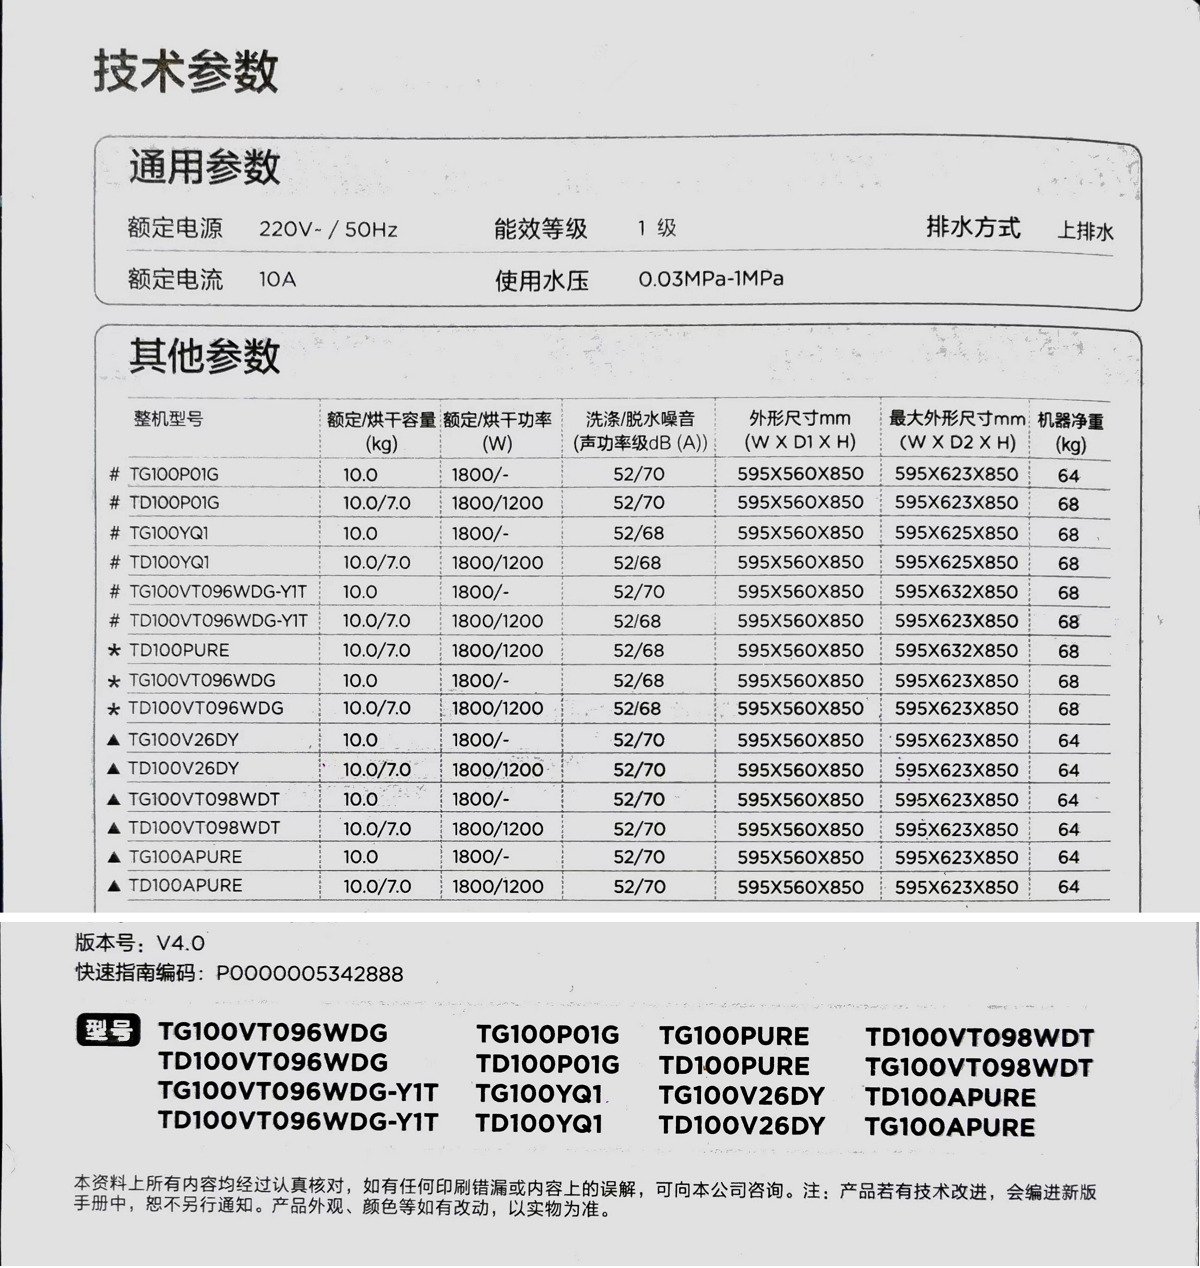 技术参数
通用参数
额定电源 220V~ / 50Hz 能效等级 1 级 排水方式 上排水
额定电流 10A 使用水压 0.03MPa-1MPa
其他参数
整机型号 额定/烘干容量(kg) 额定/烘干功率(W) 洗涤/脱水噪音(声功率级dB (A)) 外形尺寸mm(W X D1 X H) 最大外形尺寸mm(W X D2 X H) 机器净重(kg)
# TG100P01G 10.0 1800/- 52/70 595X560X850 595X623X850 64
# TD100P01G 10.0/7.0 1800/1200 52/70 595X560X850 595X623X850 68
# TG100YQ1 10.0 1800/- 52/68 595X560X850 595X625X850 68
# TD100YQ1 10.0/7.0 1800/1200 52/68 595X560X850 595X625X850 68
# TG100VT096WDG-Y1T 10.0 1800/- 52/70 595X560X850 595X632X850 68
# TD100VT096WDG-Y1T 10.0/7.0 1800/1200 52/68 595X560X850 595X623X850 68
★ TD100PURE 10.0/7.0 1800/1200 52/68 595X560X850 595X632X850 68
★ TG100VT096WDG 10.0 1800/- 52/68 595X560X850 595X623X850 68
★ TD100VT096WDG 10.0/7.0 1800/1200 52/68 595X560X850 595X623X850 68
▲ TG100V26DY 10.0 1800/- 52/70 595X560X850 595X623X850 64
▲ TD100V26DY 10.0/7.0 1800/1200 52/70 595X560X850 595X623X850 64
▲ TG100VT098WDT 10.0 1800/- 52/70 595X560X850 595X623X850 64
▲ TD100VT098WDT 10.0/7.0 1800/1200 52/70 595X560X850 595X623X850 64
▲ TG100APURE 10.0 1800/- 52/70 595X560X850 595X623X850 64
▲ TD100APURE 10.0/7.0 1800/1200 52/70 595X560X850 595X623X850 64
版本号：V4.0
快速指南编码：P0000005342888
型号 TG100VT096WDG TG100P01G TG100PURE TD100VT098WDT
TD100VT096WDG TD100P01G TD100PURE TG100VT098WDT
TG100VT096WDG-Y1T TG100YQ1 TG100V26DY TD100APURE
TD100VT096WDG-Y1T TD100YQ1 TD100V26DY TG100APURE
本资料上所有内容均经过认真核对，如有任何印刷错漏或内容上的误解，可向本公司咨询。注：产品若有技术改进，会编进新版
手册中，恕不另行通知。产品外观、颜色等如有改动，以实物为准。